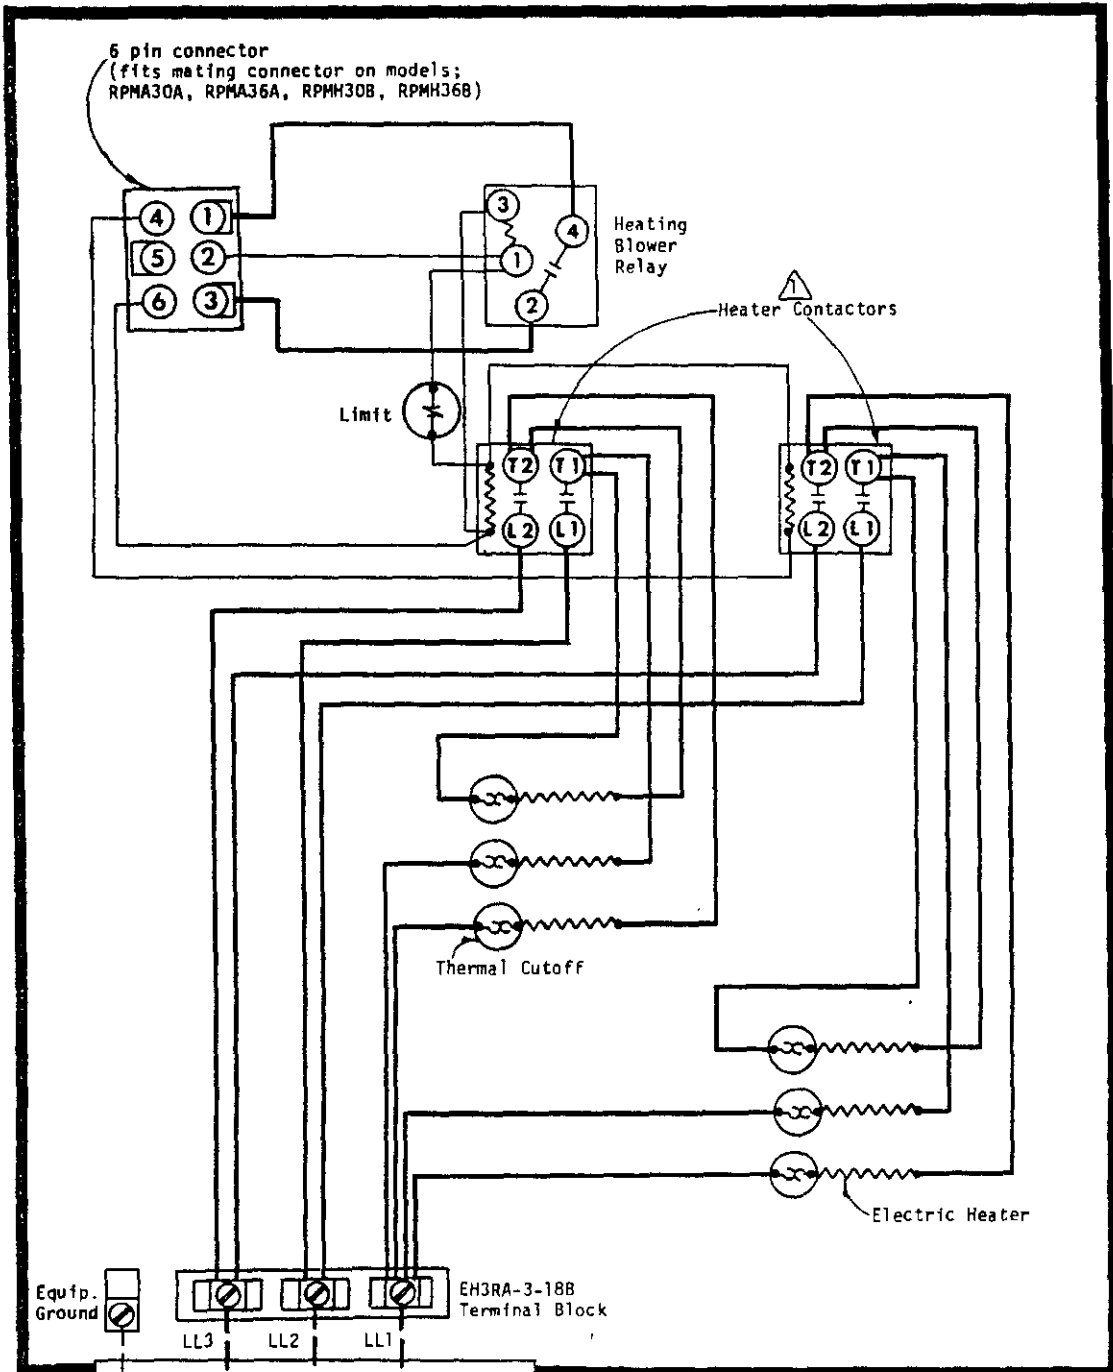 6 pin connector
(fits mating connector on models;
RPMA30A, RPMA36A, RPMH30B, RPMH36B)
4 1
5 2
6 3
3
4
1
2
Heating
Blower
Relay
1
Heater Contactors
Limit
T2 T1
L2 L1
T2 T1
L2 L1
Thermal Cutoff
Electric Heater
Equip.
Ground
EH3RA-3-18B
Terminal Block
LL3 LL2 LL1